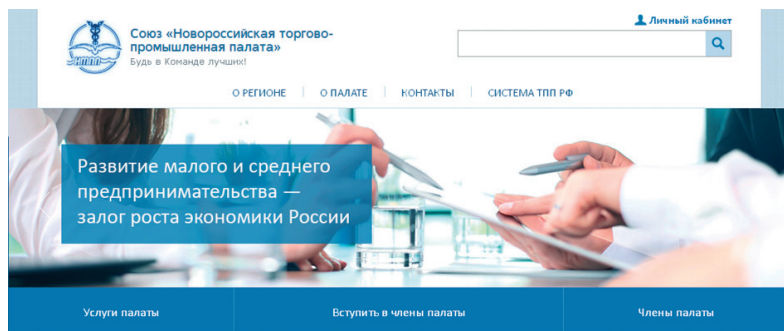 Личный кабинет
Союз «Новороссийская торгово-
промышленная палата»
Будь в Команде лучших!
НТПП
О РЕГИОНЕ
О ПАЛАТЕ
КОНТАКТЫ
СИСТЕМА ТПП РФ
Развитие малого и среднего
предпринимательства —
залог роста экономики России
Услуги палаты
Вступить в члены палаты
Члены палаты